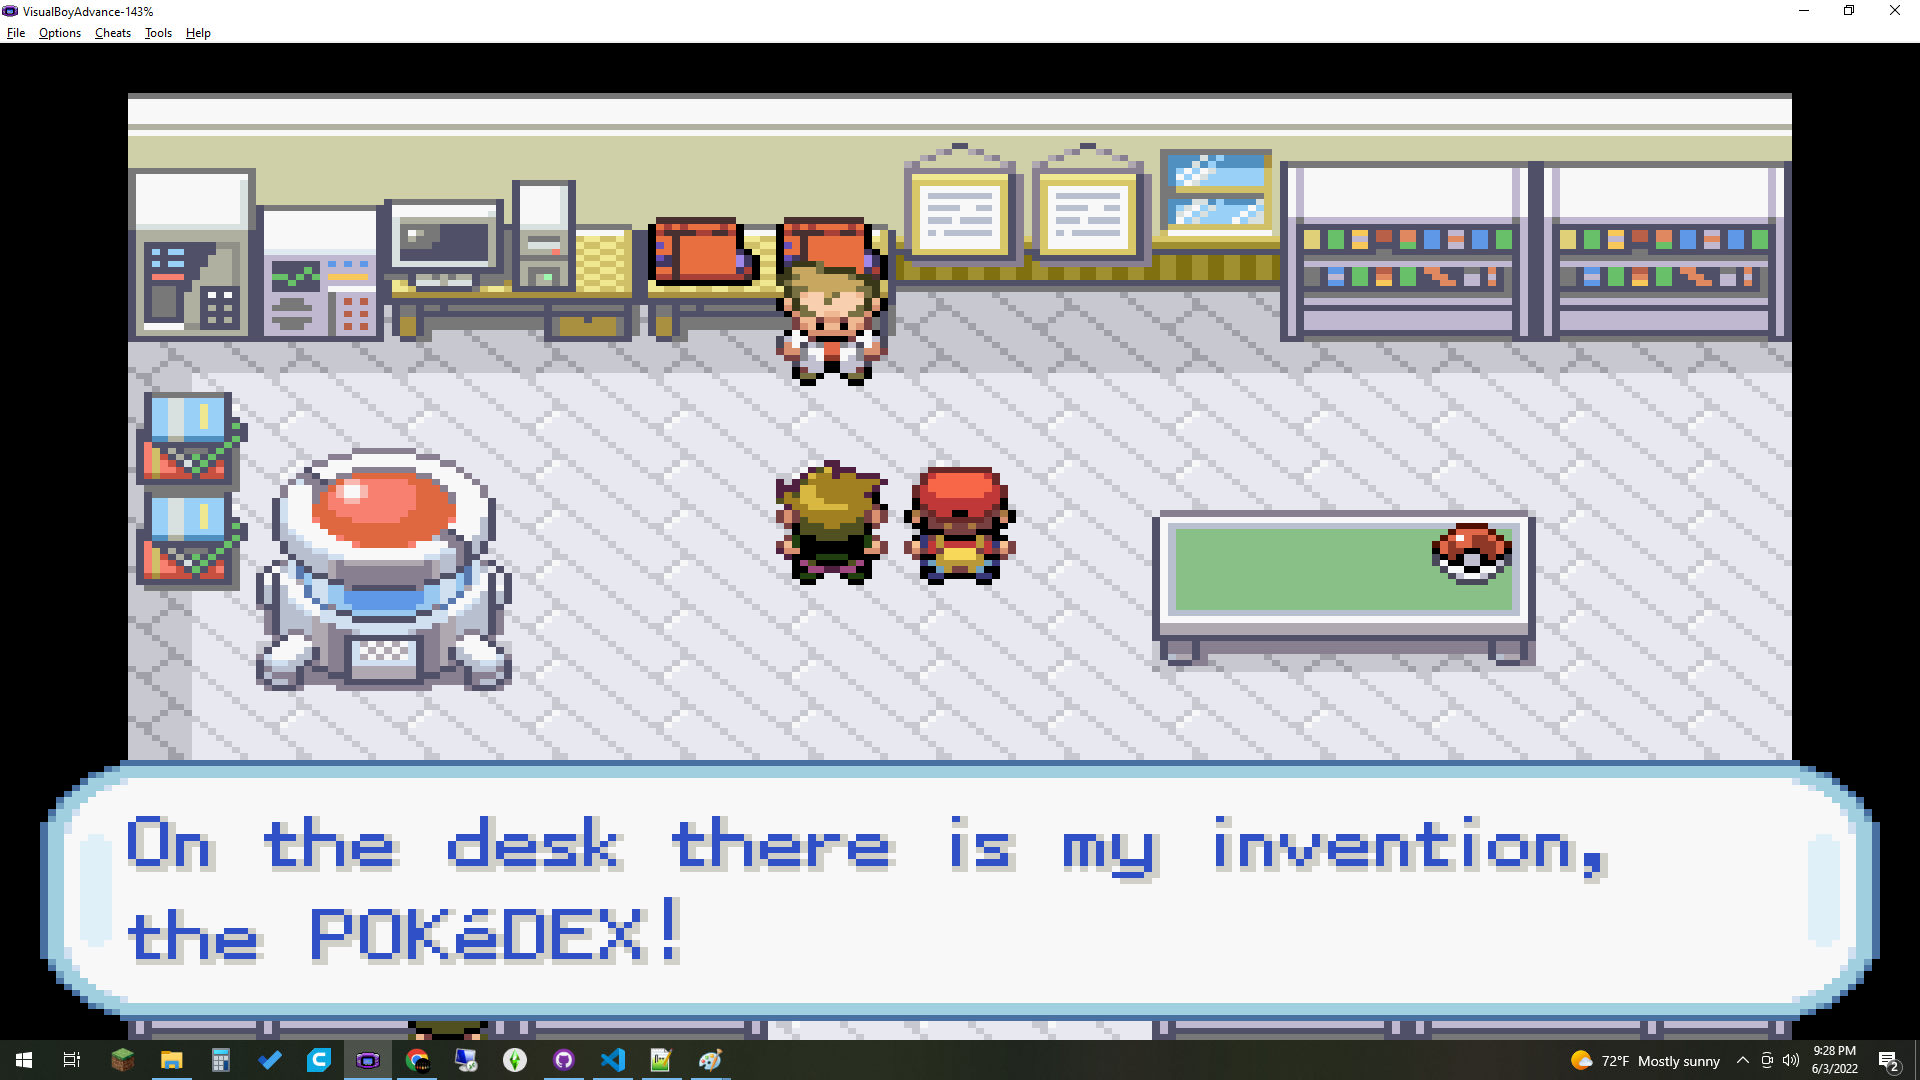 VisualBoyAdvance-143%
File Options Cheats Tools Help
On the desk there is my invention,
the POKéDEX!
72°F Mostly sunny
9:28 PM
6/3/2022
2